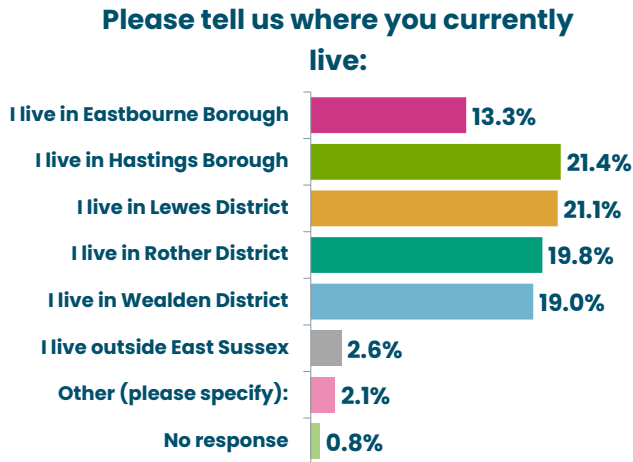 Please tell us where you currently
live:
I live in Eastbourne Borough 13.3%
I live in Hastings Borough 21.4%
I live in Lewes District 21.1%
I live in Rother District 19.8%
I live in Wealden District 19.0%
I live outside East Sussex 2.6%
Other (please specify): 2.1%
No response 0.8%